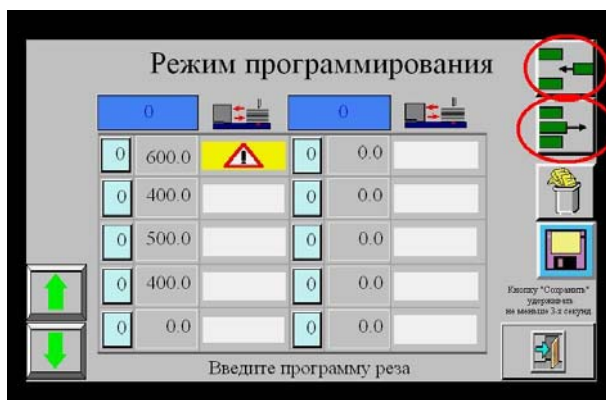 Режим программирования
0 0
0 600.0 0 0.0
0 400.0 0 0.0
0 500.0 0 0.0
0 400.0 0 0.0
0 0.0 0 0.0
Кнопку "Сохранить"
удерживать
не меньше 3-х секунд
Введите программу реза